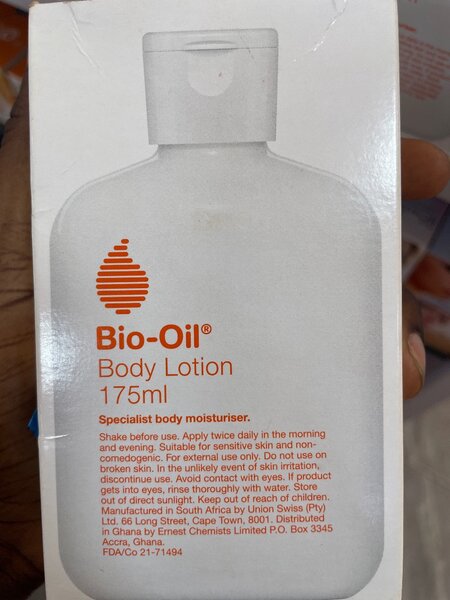 Bio-Oil®
Body Lotion
175ml
Specialist body moisturiser.
Shake before use. Apply twice daily in the morning
and evening. Suitable for sensitive skin and non-
comedogenic. For external use only. Do not use on
broken skin. In the unlikely event of skin irritation,
discontinue use. Avoid contact with eyes. If product
gets into eyes, rinse thoroughly with water. Store
out of direct sunlight. Keep out of reach of children.
Manufactured in South Africa by Union Swiss (Pty)
Ltd. 66 Long Street, Cape Town, 8001. Distributed
in Ghana by Ernest Chemists Limited P.O. Box 3345
Accra, Ghana.
FDA/Co 21-71494